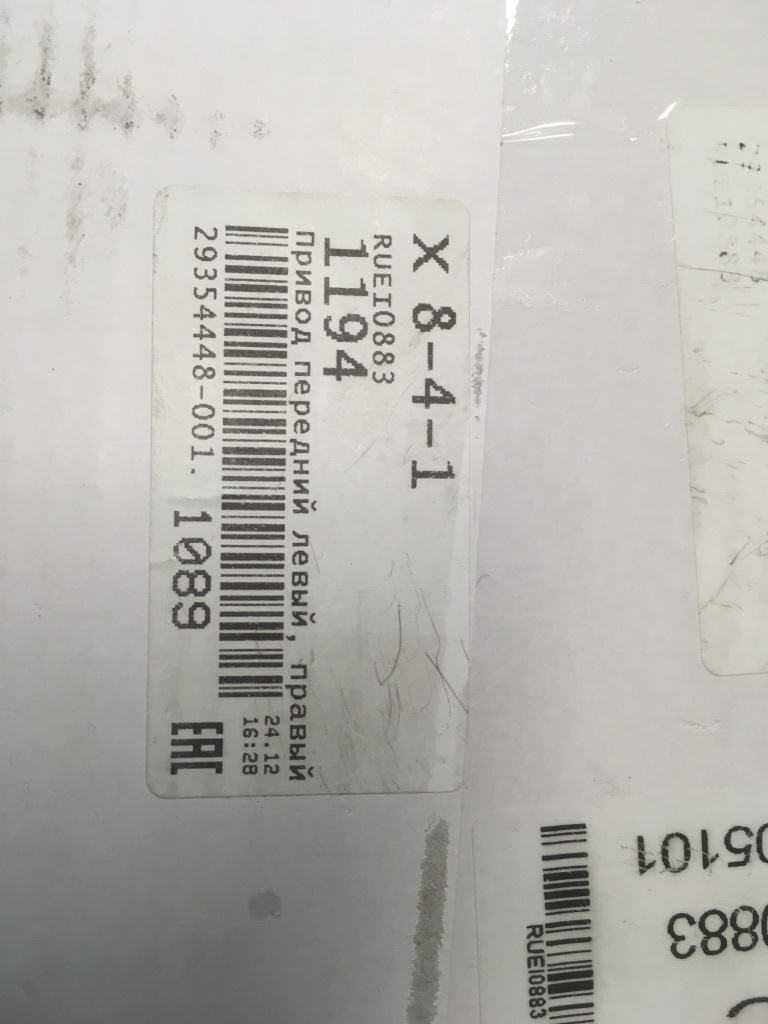 X 8-4-1
RUEI0883
1194
Привод передний левый, правый
24.12
16:28
29354448-001. 1089
EAC
05101
0883
RUEI0883